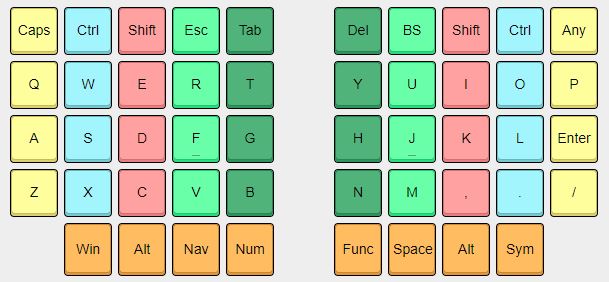 Caps Ctrl Shift Esc Tab Del BS Shift Ctrl Any
Q W E R T Y U I O P
A S D F G H J K L Enter
Z X C V B N M , . /
Win Alt Nav Num Func Space Alt Sym